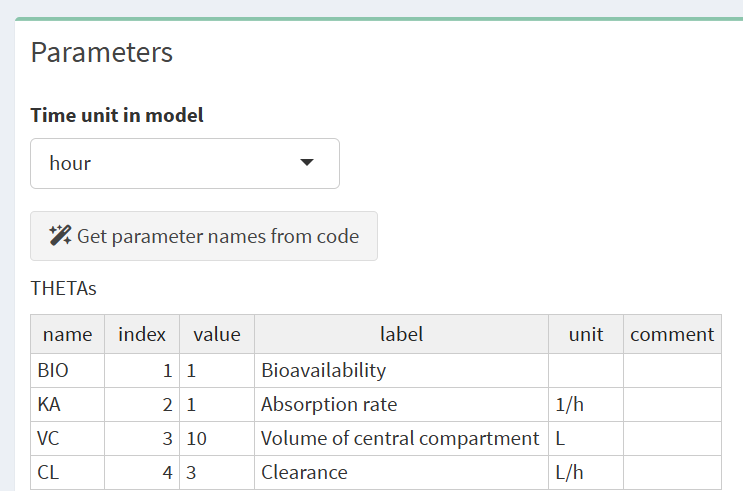 Parameters
Time unit in model
hour
Get parameter names from code
THETAs
name index value label unit comment
BIO 1 1 Bioavailability
KA 2 1 Absorption rate 1/h
VC 3 10 Volume of central compartment L
CL 4 3 Clearance L/h